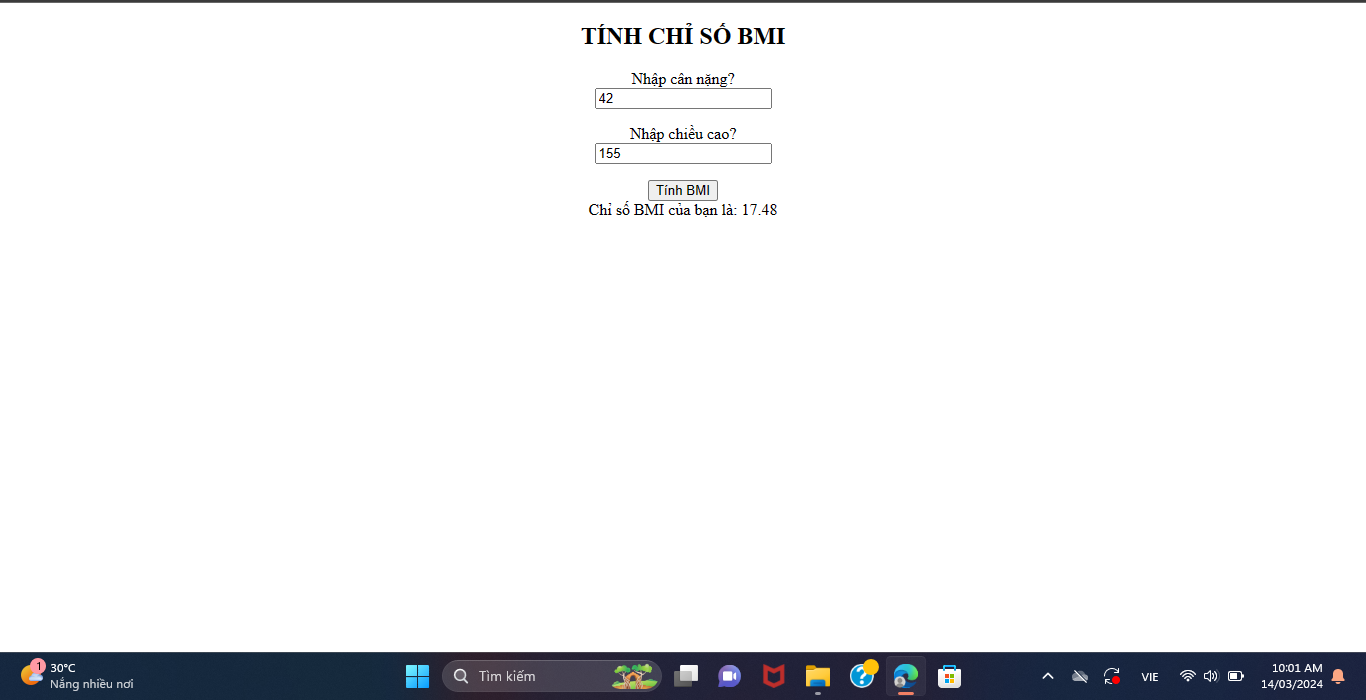 TÍNH CHỈ SỐ BMI
Nhập cân nặng?
42
Nhập chiều cao?
155
Tính BMI
Chỉ số BMI của bạn là: 17.48
1
30°C
Nắng nhiều nơi
Tìm kiếm
VIE
10:01 AM
14/03/2024